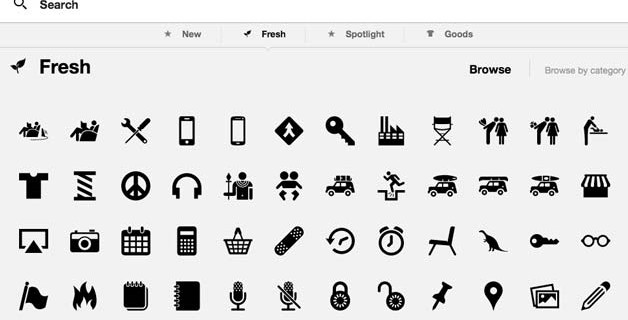 Search
New
Fresh
Spotlight
Goods
Fresh
Browse
Browse by category